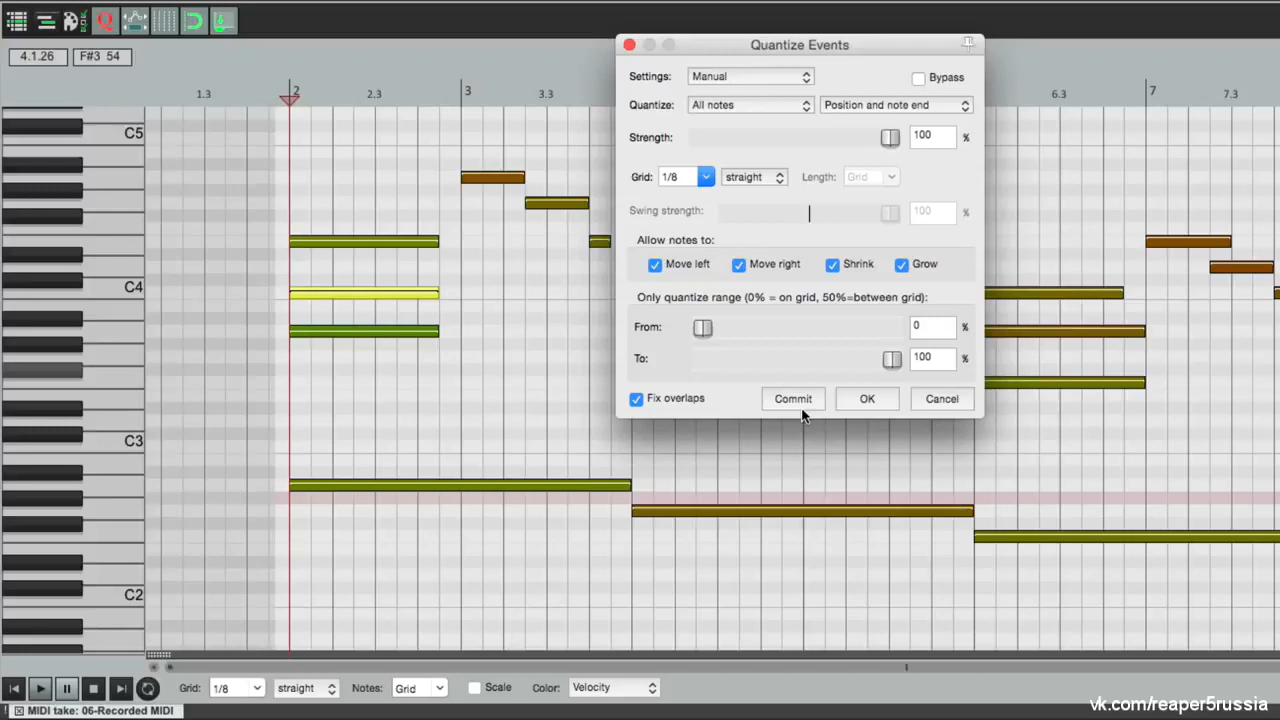 Quantize Events
4.1.26
F#3 54
Settings:
Manual
Bypass
1.3
2
2.3
3
3.3
6.3
7
7.3
Quantize:
All notes
Position and note end
C5
Strength:
100
%
Grid:
1/8
straight
Length:
Grid
Swing strength:
100
%
Allow notes to:
Move left
Move right
Shrink
Grow
C4
Only quantize range (0% = on grid, 50%=between grid):
From:
0
%
To:
100
%
Fix overlaps
Commit
OK
Cancel
C3
C2
Grid:
1/8
straight
Notes:
Grid
Scale
Color:
Velocity
MIDI take: 06-Recorded MIDI
vk.com/reaper5russia